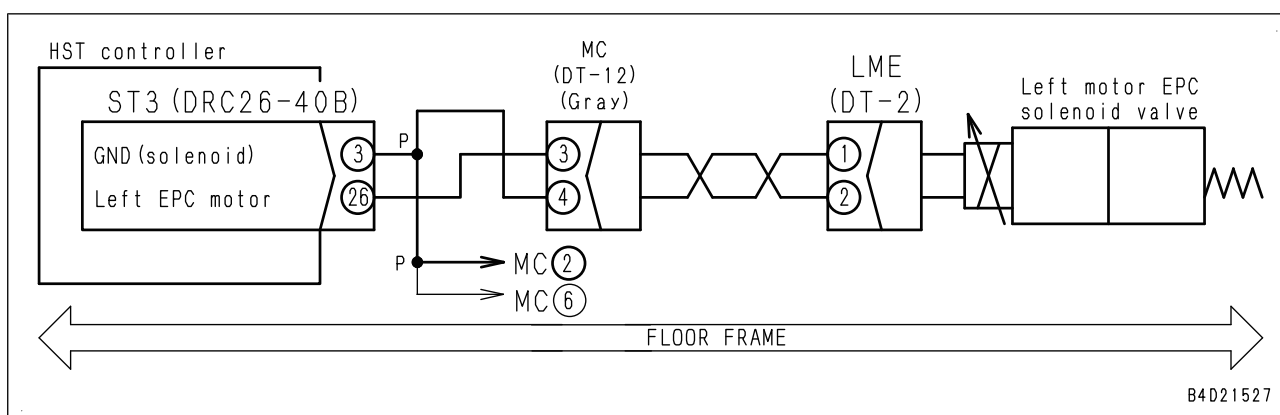 HST controller
ST3 (DRC26-40B)
GND (solenoid)
Left EPC motor
3
26
P
P
MC 2
MC 6
MC
(DT-12)
(Gray)
3
4
LME
(DT-2)
1
2
Left motor EPC
solenoid valve
FLOOR FRAME
B4D21527